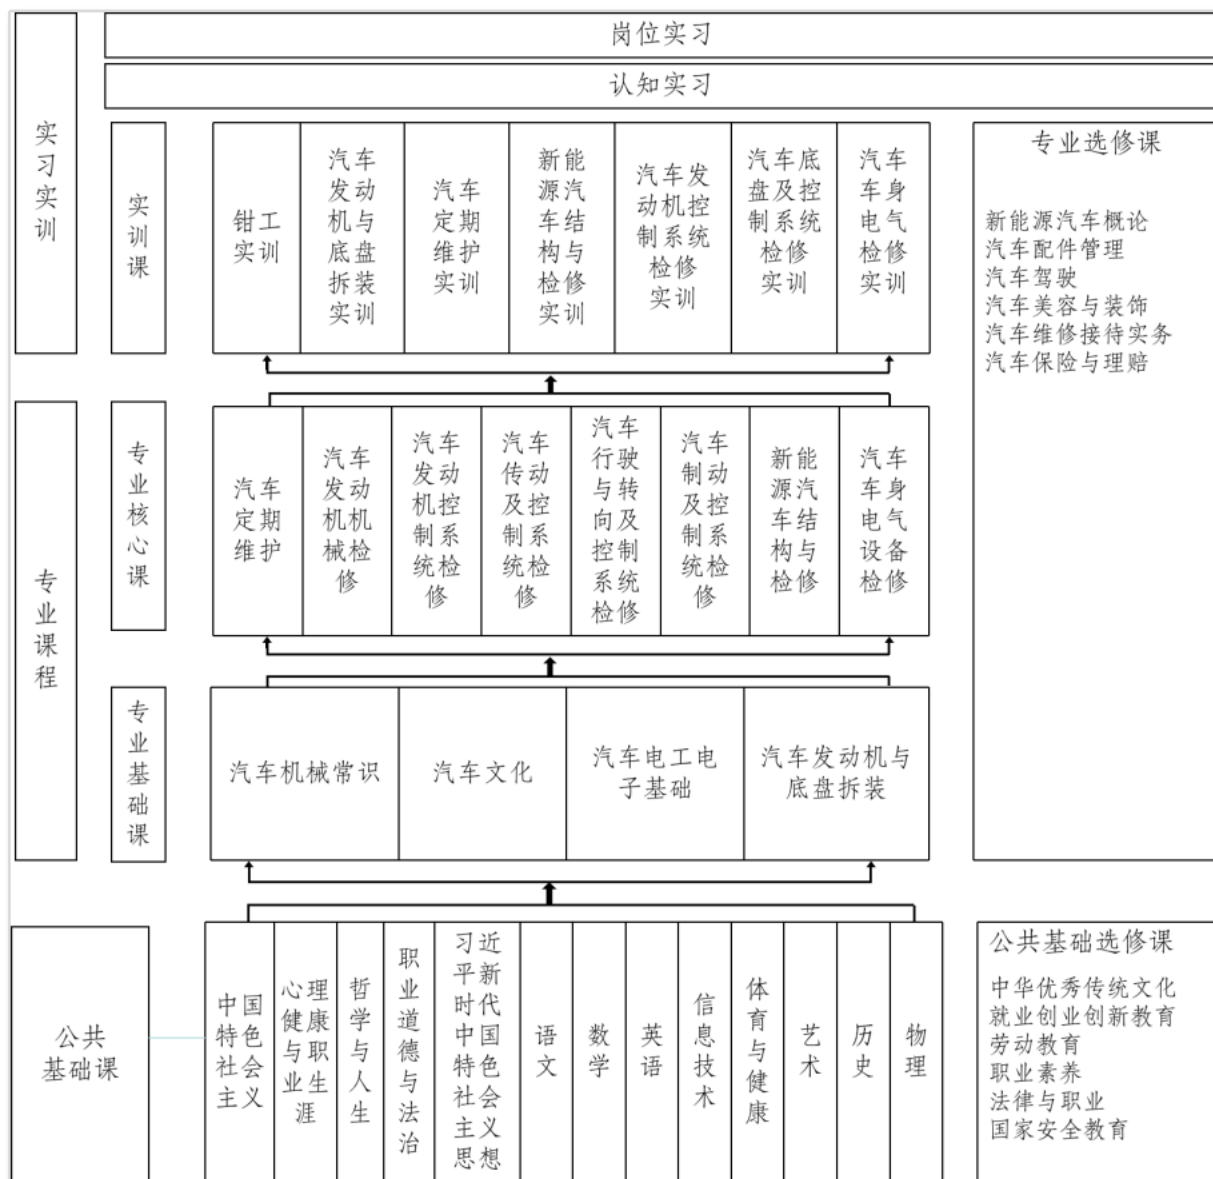 岗位实习
认知实习
实习实训
实训课
钳工
实训
汽车
发动
机与
底盘
拆装
实训
汽车
定期
维护
实训
新能
源汽
车结
构与
检修
实训
汽车发
动机控
制系统
检修
实训
汽车底
盘及控
制系统
检修
实训
汽车
车身
电气
检修
实训
专业选修课
新能源汽车概论
汽车配件管理
汽车驾驶
汽车美容与装饰
汽车维修接待实务
汽车保险与理赔
专业课程
专业核心课
汽车
定期
维护
汽车
发动
机机
械检
修
汽车
发动
机控
制系
统检
修
汽车
传动
及控
制系
统检
修
汽车
行驶
与转
向及
控制
系统
检修
汽车
制动
及控
制系
统检
修
新能
源汽
车结
构与
检修
汽车
车身
电气
设备
检修
专业基础课
汽车机械常识
汽车文化
汽车电工电
子基础
汽车发动机与
底盘拆装
公共
基础课
中国
特色
社会
主义
心理
健康
与职
业生
涯
哲学与人生
职业道德与法治
习近
平新
时代
中国
特色
社会
主义
思想
语文
数学
英语
信息技术
体育与健康
艺术
历史
物理
公共基础选修课
中华优秀传统文化
就业创业创新教育
劳动教育
职业素养
法律与职业
国家安全教育